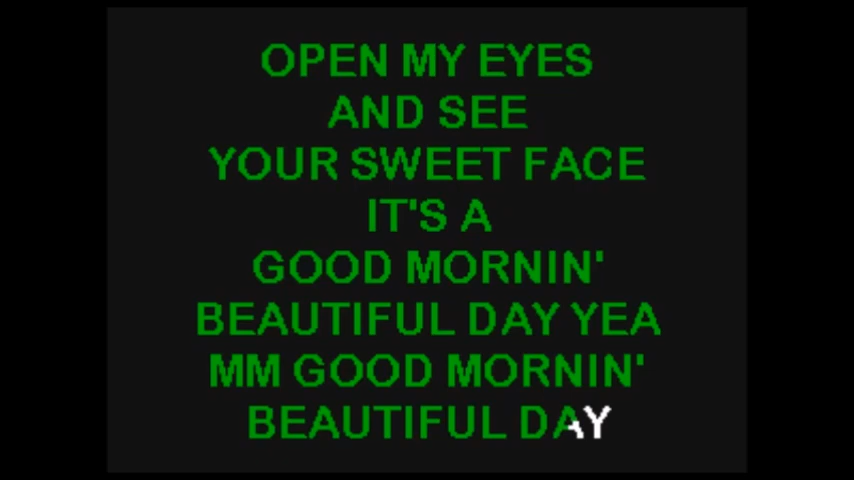 OPEN MY EYES
AND SEE
YOUR SWEET FACE
IT'S A
GOOD MORNIN'
BEAUTIFUL DAY YEA
MM GOOD MORNIN'
BEAUTIFUL DAY